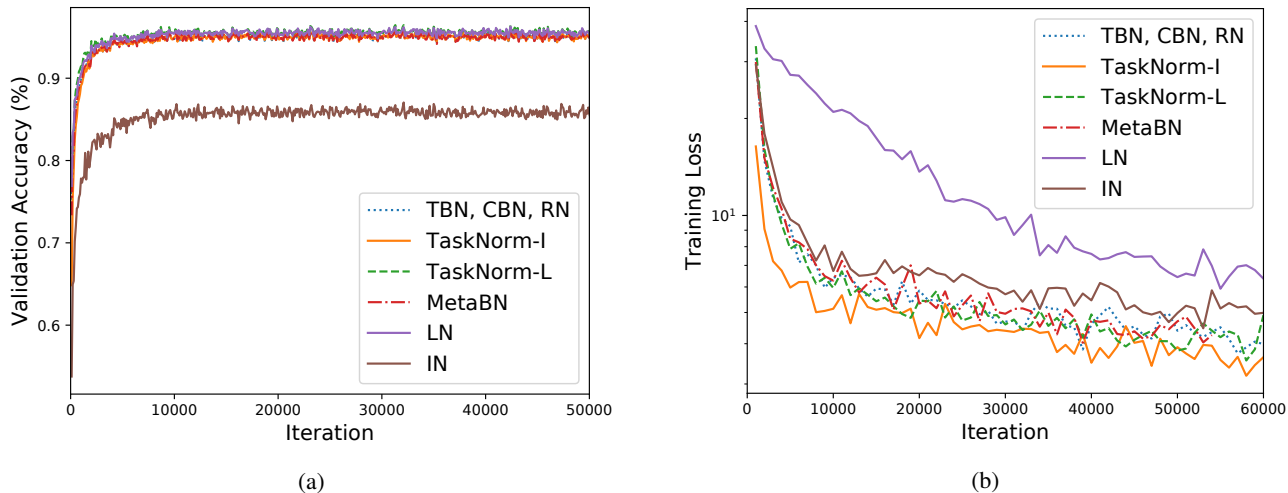 Validation Accuracy (%)
0.9
0.8
0.7
0.6
0
10000
20000
30000
40000
50000
Iteration
TBN, CBN, RN
TaskNorm-I
TaskNorm-L
MetaBN
LN
IN
(a)
Training Loss
10¹
0
10000
20000
30000
40000
50000
60000
Iteration
TBN, CBN, RN
TaskNorm-I
TaskNorm-L
MetaBN
LN
IN
(b)